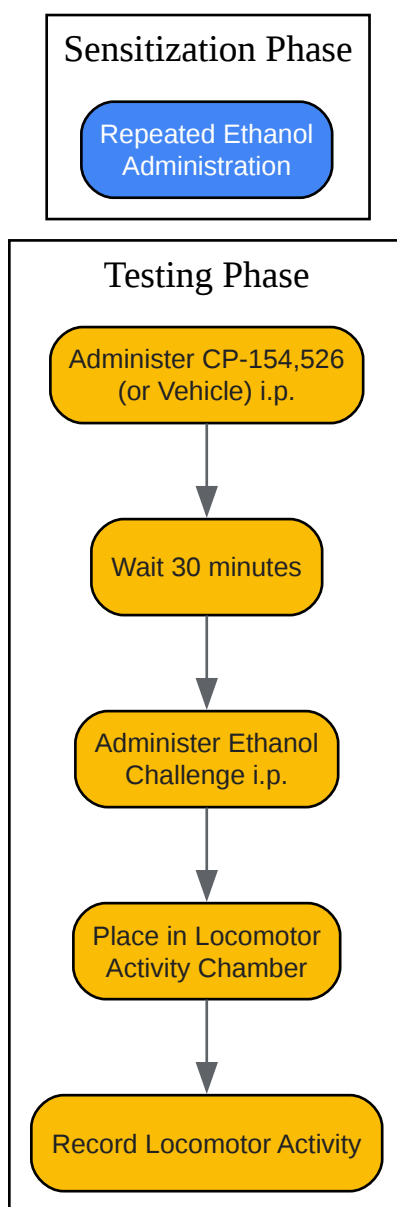 Sensitization Phase
Repeated Ethanol
Administration
Testing Phase
Administer CP-154,526
(or Vehicle) i.p.
Wait 30 minutes
Administer Ethanol
Challenge i.p.
Place in Locomotor
Activity Chamber
Record Locomotor Activity